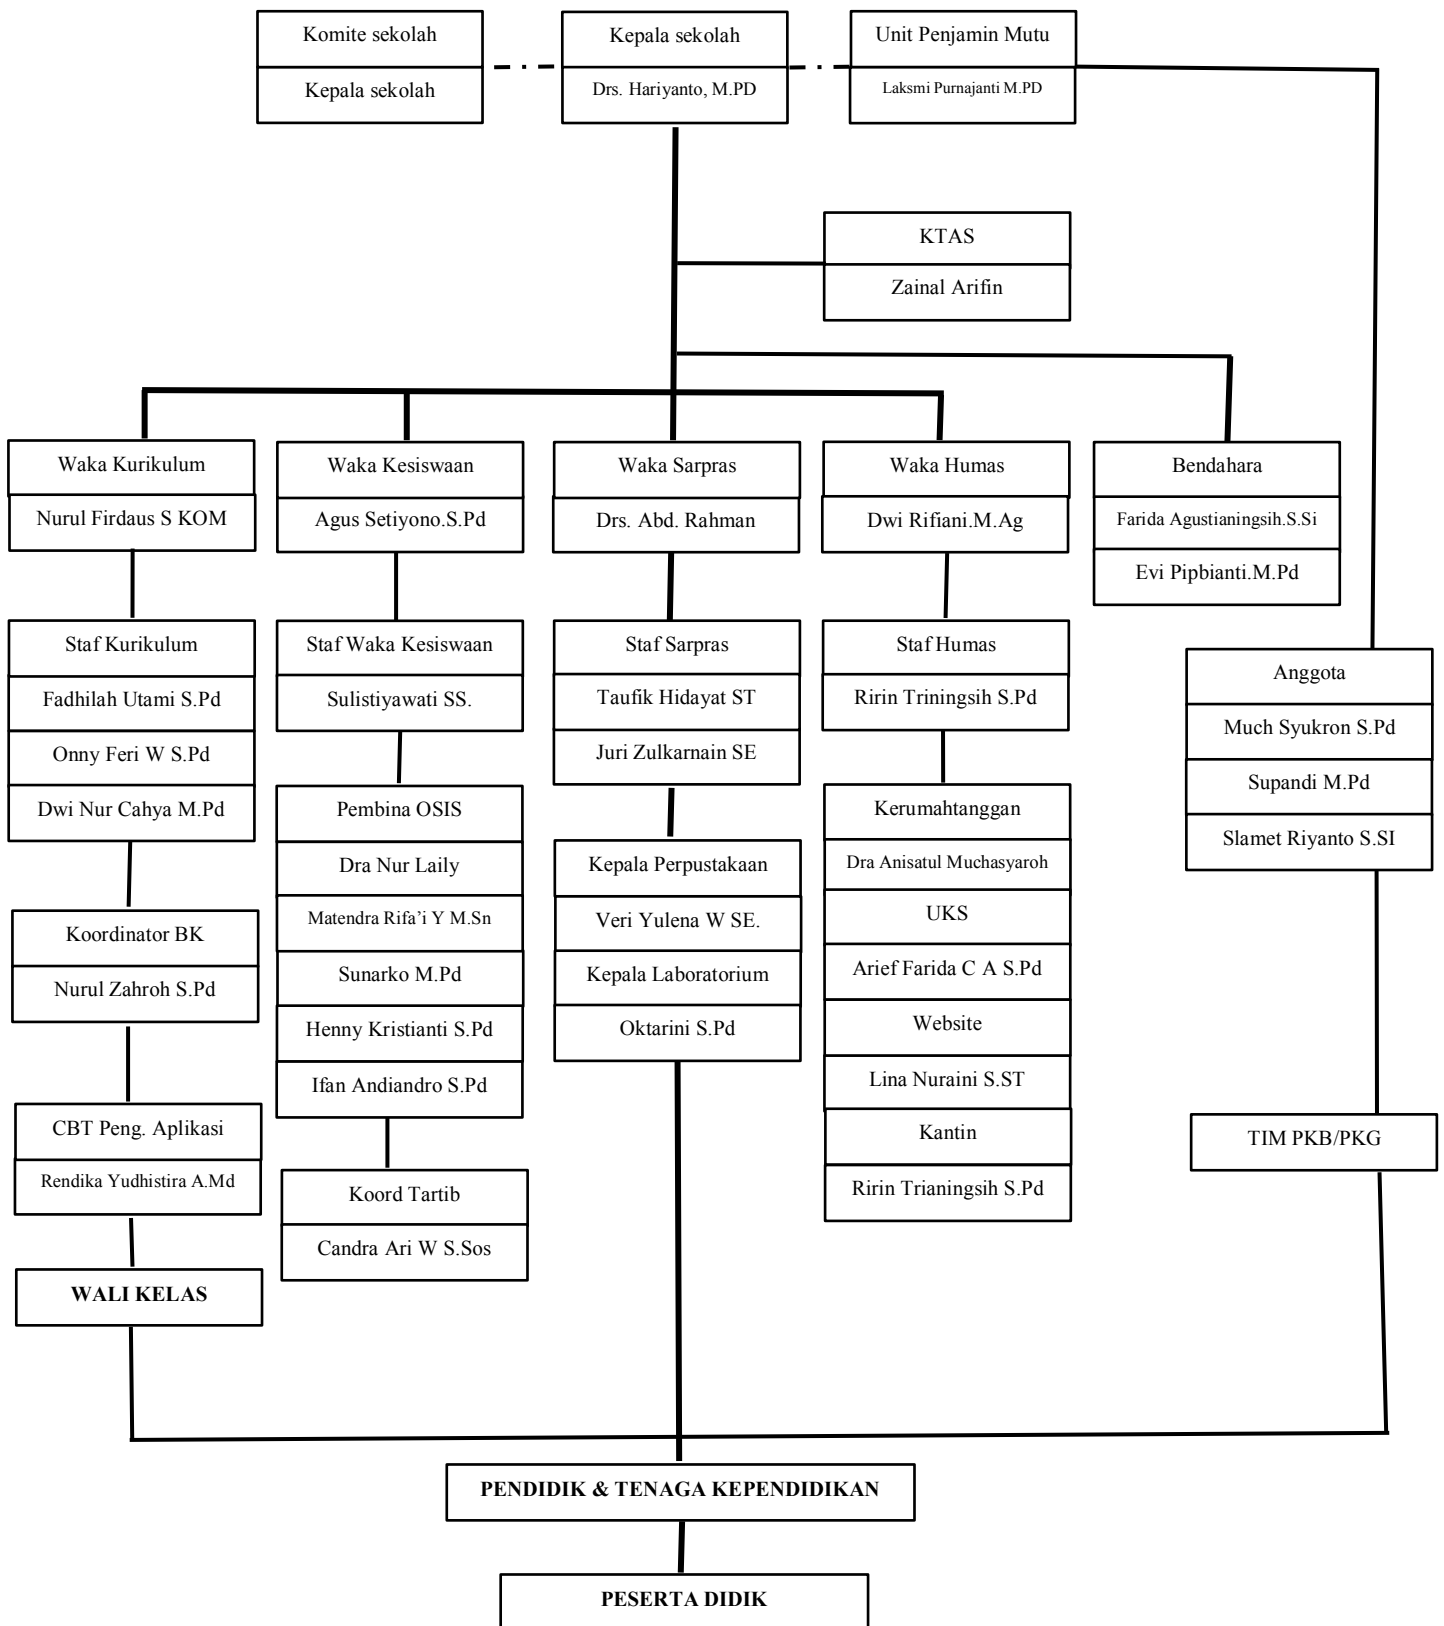 Komite sekolah
Kepala sekolah
Kepala sekolah
Drs. Hariyanto, M.PD
Unit Penjamin Mutu
Laksmi Purnajanti M.PD
KTAS
Zainal Arifin
Waka Kurikulum
Nurul Firdaus S KOM
Waka Kesiswaan
Agus Setiyono.S.Pd
Waka Sarpras
Drs. Abd. Rahman
Waka Humas
Dwi Rifiani.M.Ag
Bendahara
Farida Agustianingsih.S.Si
Evi Pipbianti.M.Pd
Staf Kurikulum
Fadhilah Utami S.Pd
Onny Feri W S.Pd
Dwi Nur Cahya M.Pd
Staf Waka Kesiswaan
Sulistiyawati SS.
Staf Sarpras
Taufik Hidayat ST
Juri Zulkarnain SE
Staf Humas
Ririn Triningsih S.Pd
Anggota
Much Syukron S.Pd
Supandi M.Pd
Slamet Riyanto S.SI
Pembina OSIS
Dra Nur Laily
Matendra Rifa’i Y M.Sn
Sunarko M.Pd
Henny Kristianti S.Pd
Ifan Andiandro S.Pd
Kepala Perpustakaan
Veri Yulena W SE.
Kepala Laboratorium
Oktarini S.Pd
Kerumahtanggan
Dra Anisatul Muchasyaroh
UKS
Arief Farida C A S.Pd
Website
Lina Nuraini S.ST
Kantin
Ririn Trianingsih S.Pd
Koordinator BK
Nurul Zahroh S.Pd
CBT Peng. Aplikasi
Rendika Yudhistira A.Md
Koord Tartib
Candra Ari W S.Sos
TIM PKB/PKG
WALI KELAS
PENDIDIK & TENAGA KEPENDIDIKAN
PESERTA DIDIK